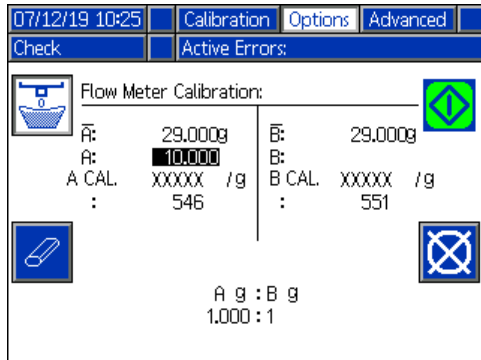 07/12/19 10:25 Calibration Options Advanced
Check Active Errors:
Flow Meter Calibration:
A̅: 29.000g B̅: 29.000g
A: 10.000 B:
A CAL. XXXXX /g B CAL. XXXXX /g
: 546 : 551
A g : B g
1.000 : 1